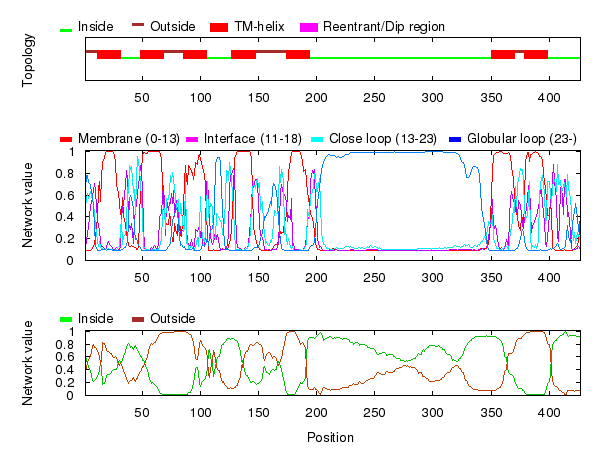 Inside Outside TM-helix Reentrant/Dip region
Topology
50 100 150 200 250 300 350 400
Membrane (0-13) Interface (11-18) Close loop (13-23) Globular loop (23-)
Network value
1
0.8
0.6
0.4
0.2
0
50 100 150 200 250 300 350 400
Inside Outside
Network value
1
0.8
0.6
0.4
0.2
0
50 100 150 200 250 300 350 400
Position